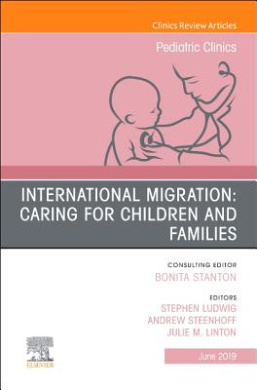 Clinics Review Articles
Pediatric Clinics
INTERNATIONAL MIGRATION:
CARING FOR CHILDREN AND
FAMILIES
CONSULTING EDITOR
BONITA STANTON
EDITORS
STEPHEN LUDWIG
ANDREW STEENHOFF
JULIE M. LINTON
ELSEVIER
June 2019